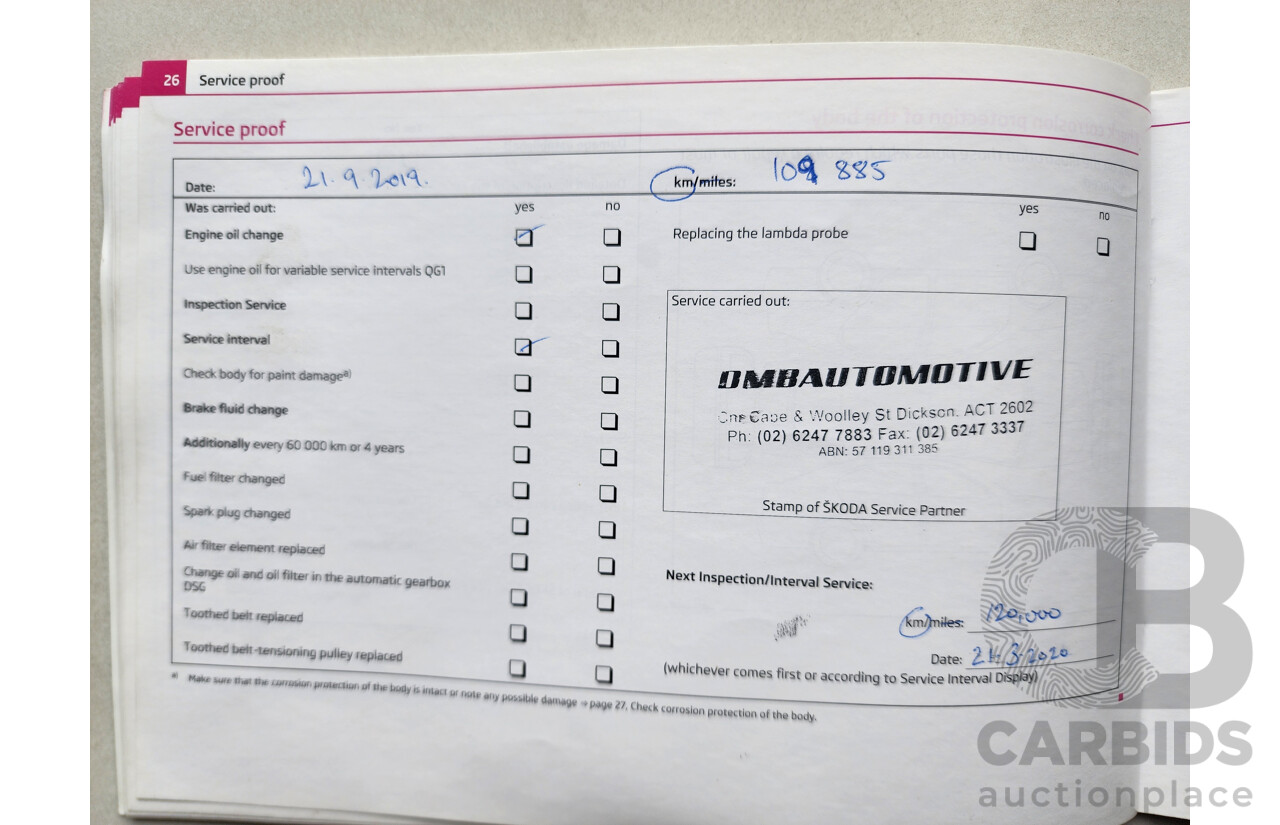 26 Service proof
Service proof
Date: 21.9.2019.
km/miles: 109 885
Was carried out: yes no
Engine oil change
Use engine oil for variable service intervals QG1
Inspection Service
Service interval
Check body for paint damage a)
Brake fluid change
Additionally every 60 000 km or 4 years
Fuel filter changed
Spark plug changed
Air filter element replaced
Change oil and oil filter in the automatic gearbox
DSG
Toothed belt replaced
Toothed belt-tensioning pulley replaced
yes no
Replacing the lambda probe
Service carried out:
DMBAUTOMOTIVE
Cnr Cape & Woolley St Dickson. ACT 2602
Ph: (02) 6247 7883 Fax: (02) 6247 3337
ABN: 57 119 311 385
Stamp of ŠKODA Service Partner
Next Inspection/Interval Service:
km/miles: 120,000
Date: 21.3.2020
(whichever comes first or according to Service Interval Display)
a) Make sure that the corrosion protection of the body is intact or note any possible damage ⇒ page 27, Check corrosion protection of the body.
CARBIDS
auctionplace